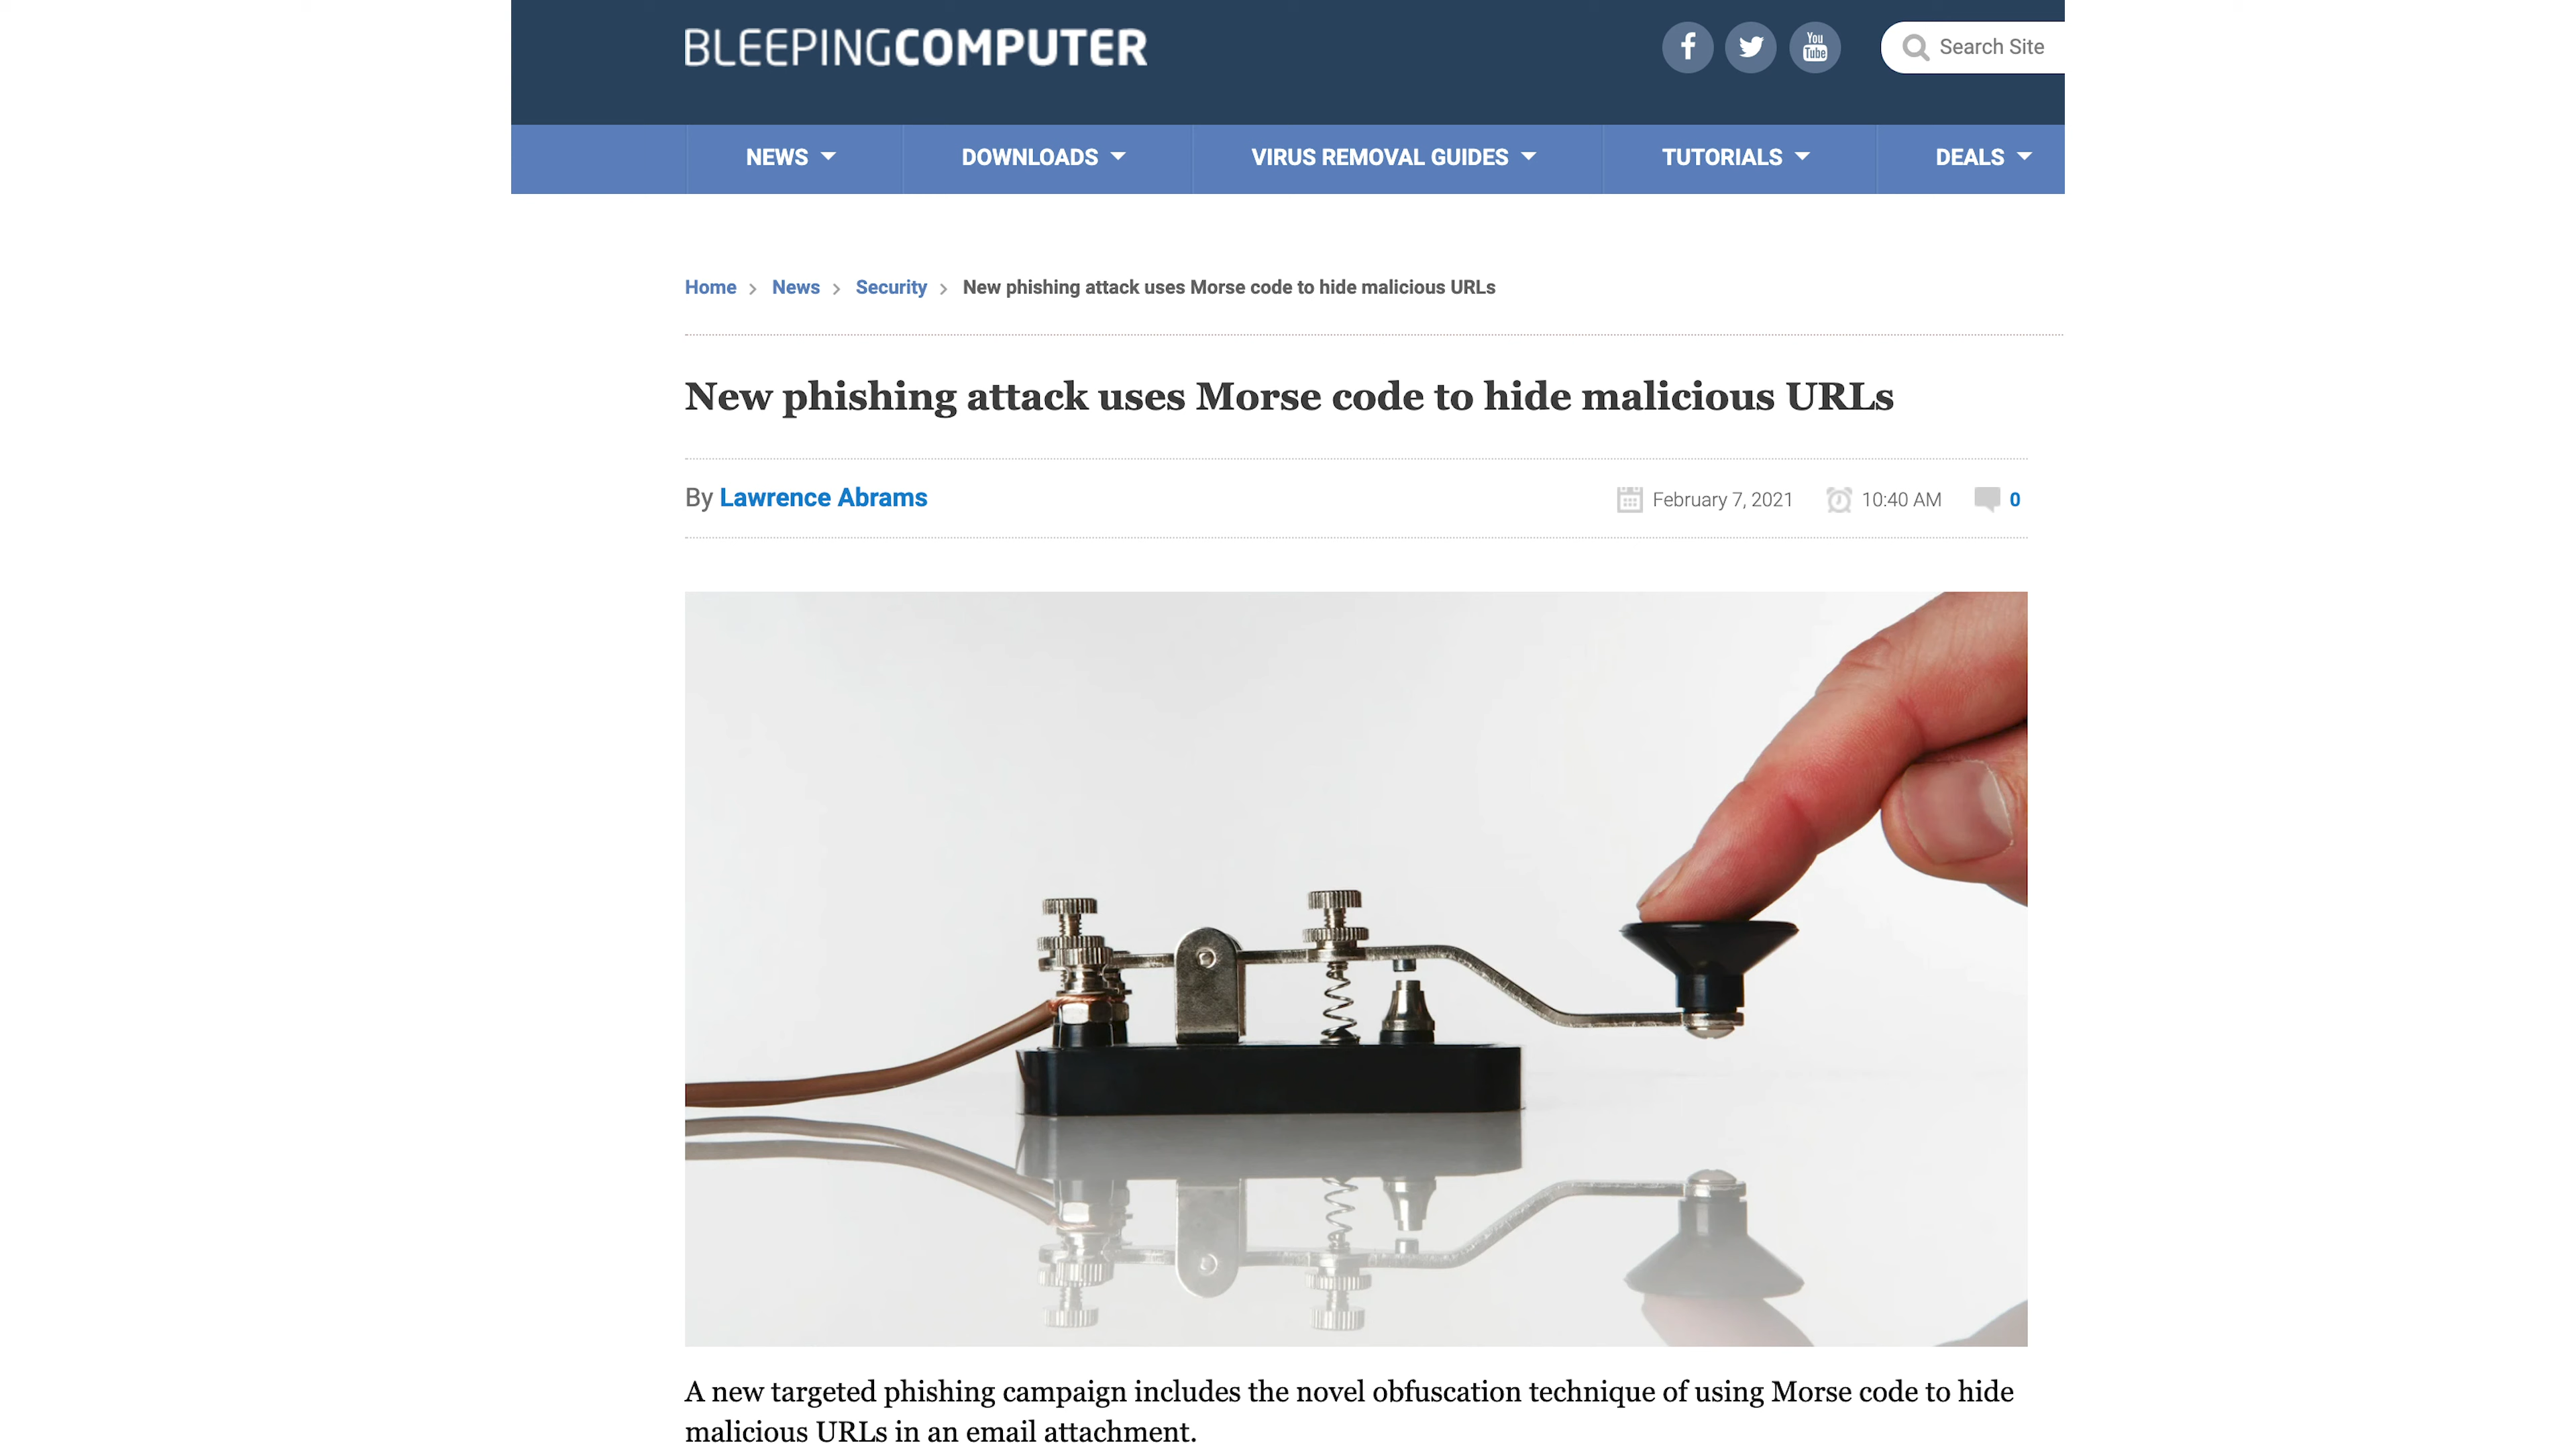 BLEEPINGCOMPUTER
You
Tube
Search Site
NEWS
DOWNLOADS
VIRUS REMOVAL GUIDES
TUTORIALS
DEALS
Home > News > Security > New phishing attack uses Morse code to hide malicious URLs
New phishing attack uses Morse code to hide malicious URLs
By Lawrence Abrams
February 7, 2021
10:40 AM
0
A new targeted phishing campaign includes the novel obfuscation technique of using Morse code to hide
malicious URLs in an email attachment.